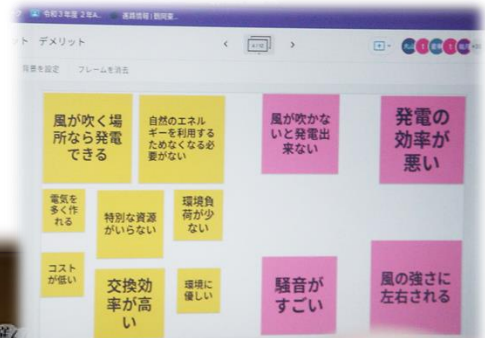 令和3年度 2年A..
道路情報|鶴岡東..
ット デメリット
背景を設定
フレームを消去
風が吹く場
所なら発電
できる
自然のエネル
ギーを利用する
ためなくなる必
要がない
風が吹かな
いと発電出
来ない
発電の
効率が
悪い
電気を
多く作
れる
特別な資源
がいらない
環境負
荷が少
ない
コスト
が低い
交換効
率が高
い
環境に
優しい
騒音が
すごい
風の強さに
左右される